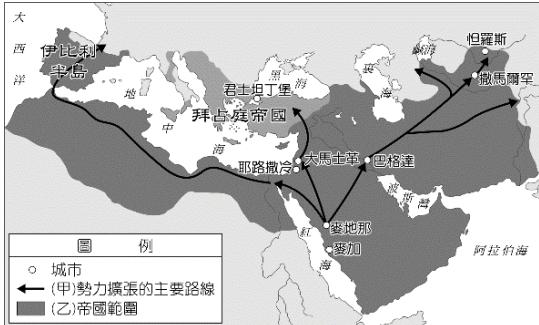 大西洋
伊比利
半島
地中海
黑海
君士坦丁堡
拜占庭帝國
裏海
鹹海
怛羅斯
撒馬爾罕
大馬士革
耶路撒冷
巴格達
波斯灣
麥地那
麥加
紅海
阿拉伯海
圖 例
城市
(甲)勢力擴張的主要路線
(乙)帝國範圍